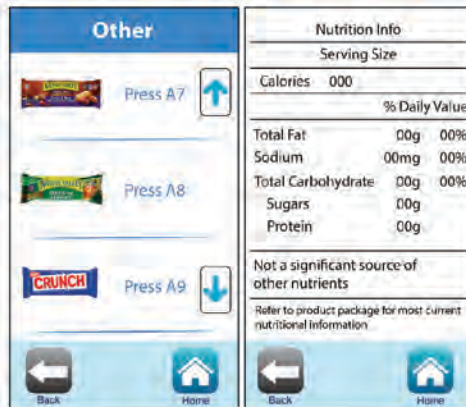 Other
Press A7
Press A8
CRUNCH
Press A9
Back
Home
Nutrition Info
Serving Size
Calories 000
% Daily Value
Total Fat 00g 00%
Sodium 00mg 00%
Total Carbohydrate 00g 00%
Sugars 00g
Protein 00g
Not a significant source of
other nutrients
Refer to product package for most current
nutritional information
Back
Home